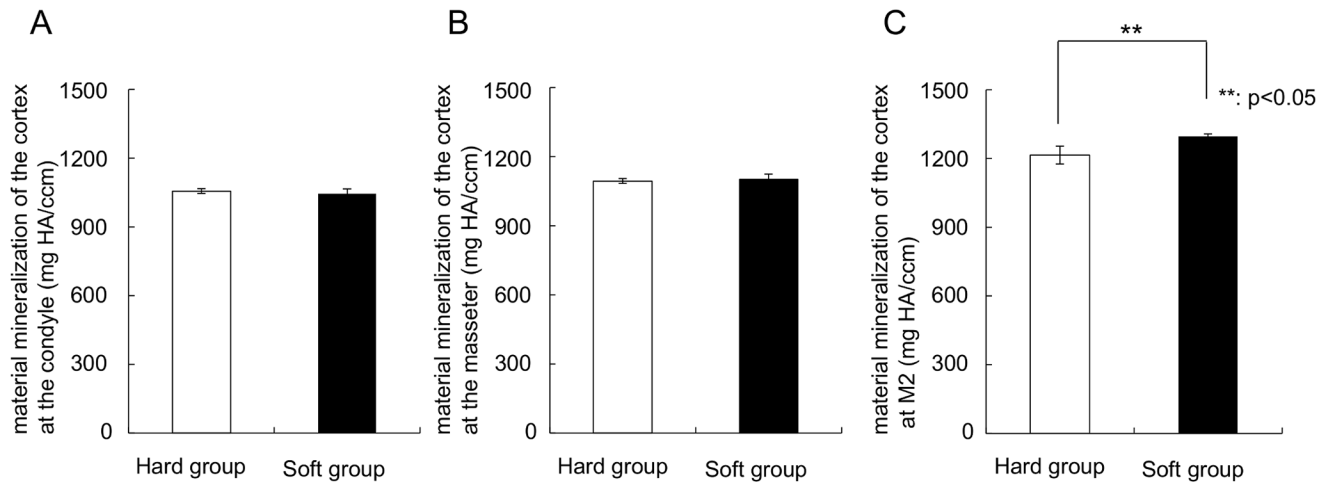 A
material mineralization of the cortex
at the condyle (mg HA/ccm)
1500
1200
900
600
300
0
Hard group
Soft group
B
material mineralization of the cortex
at the masseter (mg HA/ccm)
1500
1200
900
600
300
0
Hard group
Soft group
C
**
**: p<0.05
material mineralization of the cortex
at M2 (mg HA/ccm)
1500
1200
900
600
300
0
Hard group
Soft group